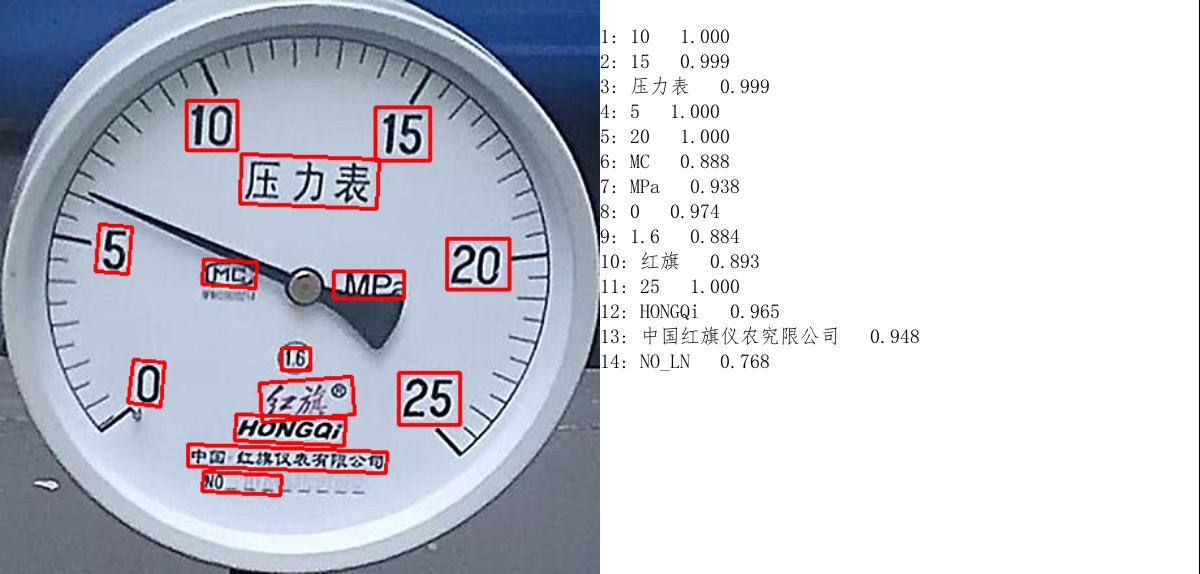 10
15
压力表
5
20
MC
MPa
0
1.6
25
红旗®
HONGQi
中国·红旗仪表有限公司
NO
1: 10 1.000
2: 15 0.999
3: 压力表 0.999
4: 5 1.000
5: 20 1.000
6: MC 0.888
7: MPa 0.938
8: 0 0.974
9: 1.6 0.884
10: 红旗 0.893
11: 25 1.000
12: HONGQi 0.965
13: 中国红旗仪农究限公司 0.948
14: NO_LN 0.768